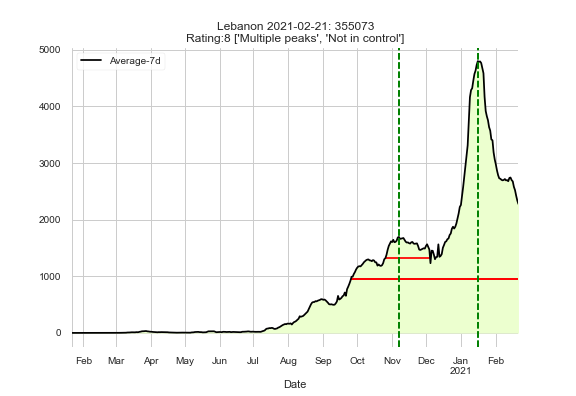 Lebanon 2021-02-21: 355073
Rating:8 ['Multiple peaks', 'Not in control']
Average-7d
5000
4000
3000
2000
1000
0
Feb Mar Apr May Jun Jul Aug Sep Oct Nov Dec Jan Feb
2021
Date